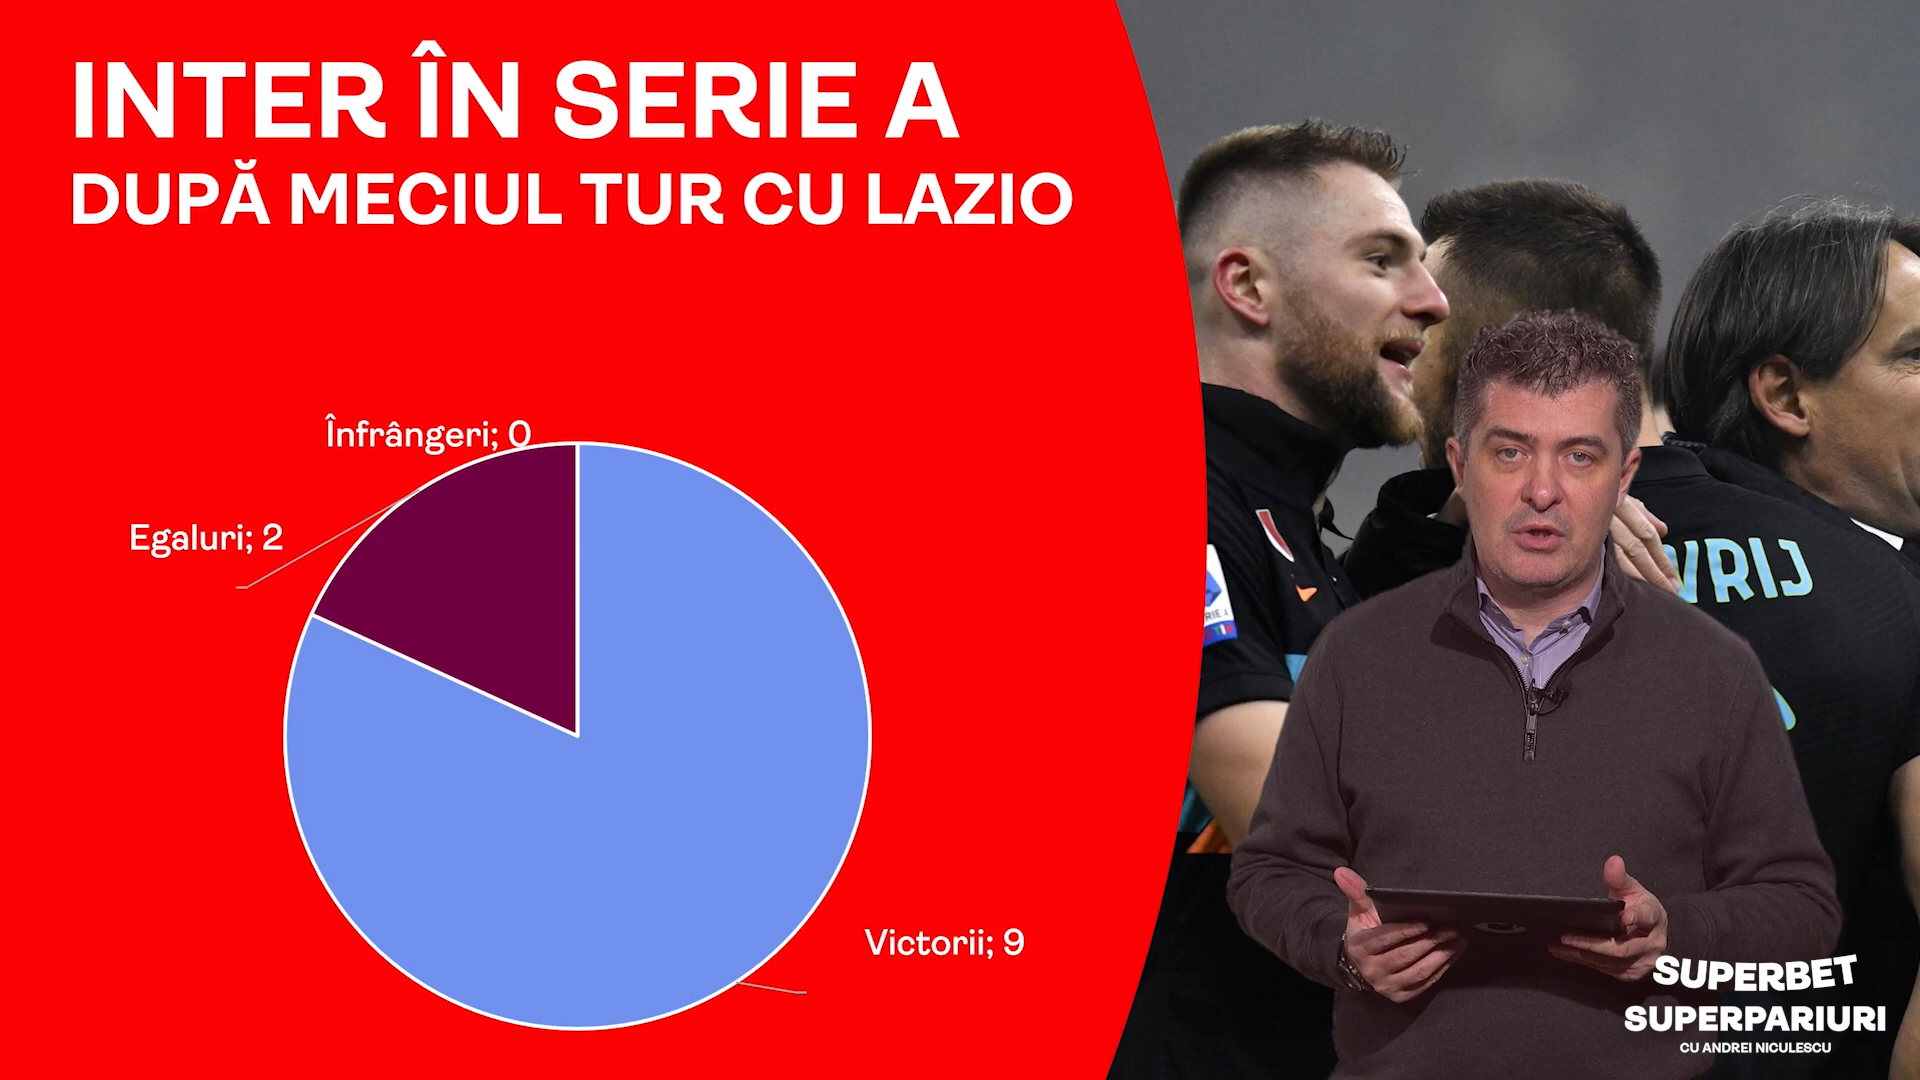 INTER ÎN SERIE A
DUPĂ MECIUL TUR CU LAZIO
Înfrângeri; 0
Egaluri; 2
Victorii; 9
VRIJ
SUPERBET
SUPERPARIURI
CU ANDREI NICULESCU